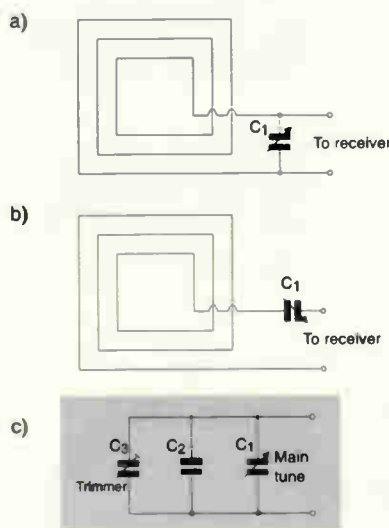 a)
C1
To receiver
b)
C1
To receiver
c)
C3
C2
C1
Main
tune
Trimmer